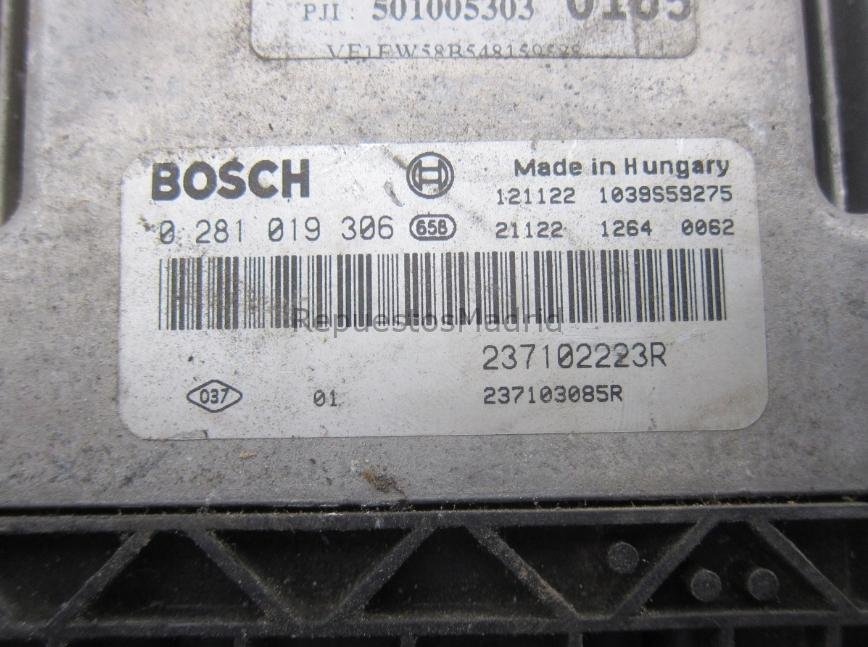 PJI : 501005303 0105
BOSCH Made in Hungary
121122 1039S59275
0 281 019 306 658 21122 1264 0062
RepuestosMadrid
237102223R
037 01 237103085R